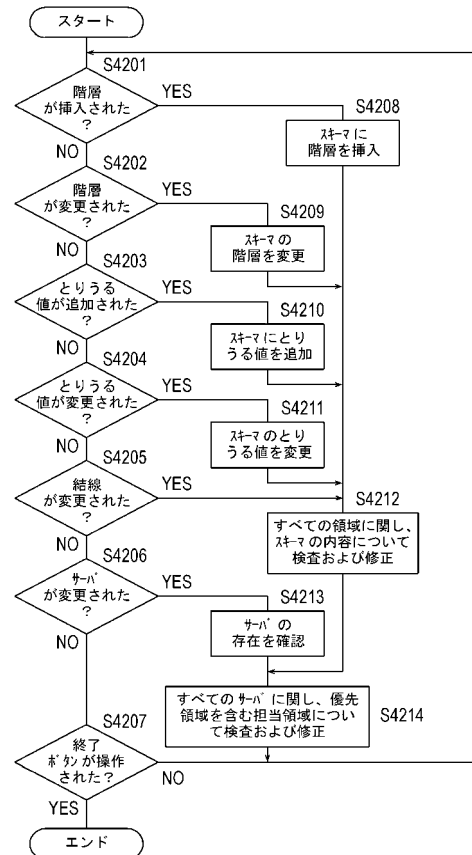 スタート
S4201
階層
が挿入された
?
YES
NO
S4208
スキーマに
階層を挿入
S4202
階層
が変更された
?
YES
NO
S4209
スキーマの
階層を変更
S4203
とりうる
値が追加された
?
YES
NO
S4210
スキーマにとり
うる値を追加
S4204
とりうる
値が変更された
?
YES
NO
S4211
スキーマのとり
うる値を変更
S4205
結線
が変更された
?
YES
NO
S4212
すべての領域に関し、
スキーマの内容について
検査および修正
S4206
サーバ
が変更された
?
YES
NO
S4213
サーバの
存在を確認
すべてのサーバに関し、優先
領域を含む担当領域につい
て検査および修正
S4214
S4207
終了
ボタンが操作
された?
NO
YES
エンド